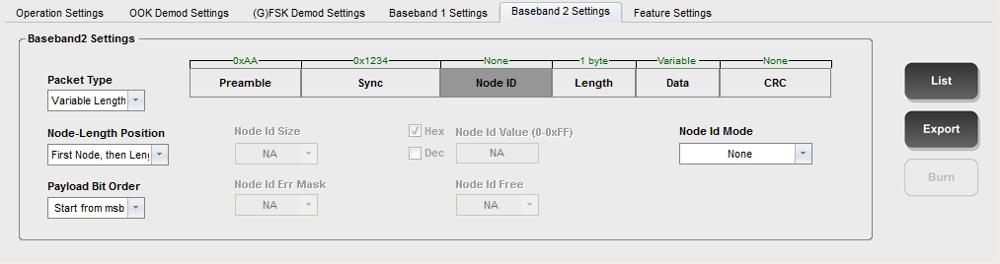 Operation Settings OOK Demod Settings (G)FSK Demod Settings Baseband 1 Settings Baseband 2 Settings Feature Settings
Baseband2 Settings
0xAA 0x1234 None 1 byte Variable None
Preamble Sync Node ID Length Data CRC
Packet Type
Variable Length
Node-Length Position
First Node, then Leng
Payload Bit Order
Start from msb
Node Id Size
NA
Node Id Err Mask
NA
Hex
Dec
Node Id Value (0-0xFF)
NA
Node Id Free
NA
Node Id Mode
None
List
Export
Burn